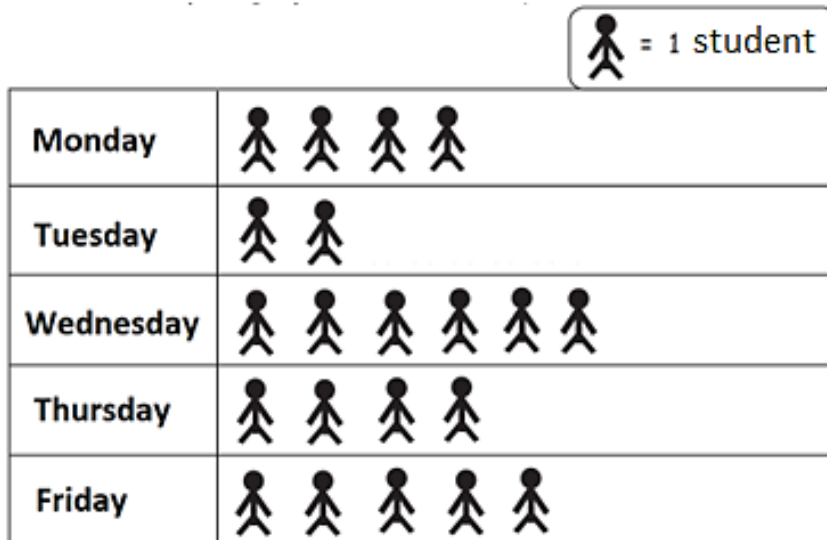 = 1 student
Monday
Tuesday
Wednesday
Thursday
Friday